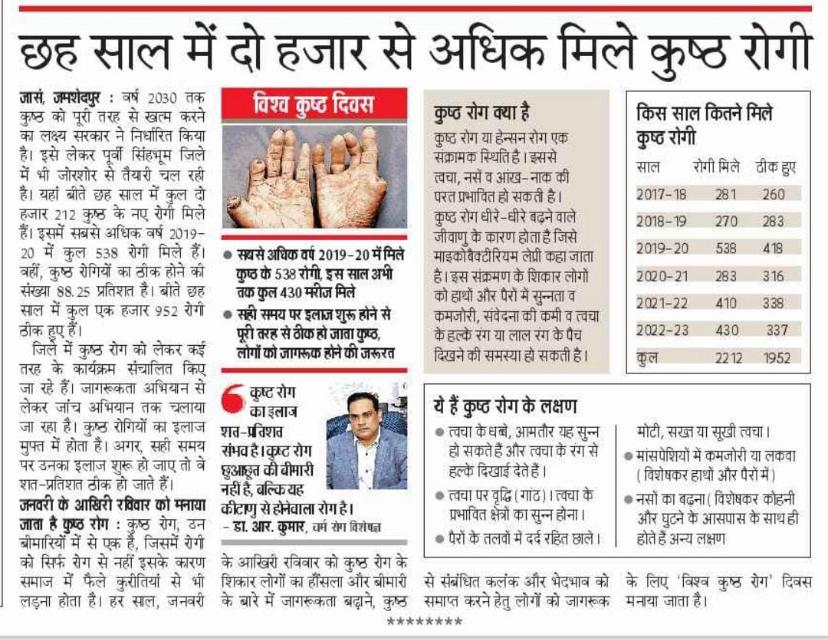 छह साल में दो हजार से अधिक मिले कुष्ठ रोगी
जासं, जमशेदपुर : वर्ष 2030 तक
कुष्ठ को पूरी तरह से खत्म करने
का लक्ष्य सरकार ने निर्धारित किया
है। इसे लेकर पूर्वी सिंहभूम जिले
में भी जोरशोर से तैयारी चल रही
है। यहां बीते छह साल में कुल दो
हजार 212 कुष्ठ के नए रोगी मिले
हैं। इसमें सबसे अधिक वर्ष 2019-
20 में कुल 538 रोगी मिले हैं।
वहीं, कुष्ठ रोगियों का ठीक होने की
संख्या 88.25 प्रतिशत है। बीते छह
साल में कुल एक हजार 952 रोगी
ठीक हुए हैं।
जिले में कुष्ठ रोग को लेकर कई
तरह के कार्यक्रम संचालित किए
जा रहे हैं। जागरूकता अभियान से
लेकर जांच अभियान तक चलाया
जा रहा है। कुष्ठ रोगियों का इलाज
मुफ्त में होता है। अगर, सही समय
पर उनका इलाज शुरू हो जाए तो वे
शत-प्रतिशत ठीक हो जाते हैं।
जनवरी के आखिरी रविवार को मनाया
जाता है कुष्ठ रोग : कुष्ठ रोग, उन
बीमारियों में से एक है, जिसमें रोगी
को सिर्फ रोग से नहीं इसके कारण
समाज में फैले कुरीतियों से भी
लड़ना होता है। हर साल, जनवरी
विश्व कुष्ठ दिवस
● सबसे अधिक वर्ष 2019-20 में मिले
कुष्ठ के 538 रोगी, इस साल अभी
तक कुल 430 मरीज मिले
● सही समय पर इलाज शुरू होने से
पूरी तरह से ठीक हो जाता कुष्ठ,
लोगों को जागरूक होने की जरूरत
कुष्ट रोग
का इलाज
शत-प्रतिशत
संभव है। कुष्ट रोग
छुआछूत की बीमारी
नहीं है, बल्कि यह
कीटाणु से होनेवाला रोग है।
- डा. आर. कुमार, चर्म रोग विशेषज्ञ
के आखिरी रविवार को कुष्ठ रोग के
शिकार लोगों का हौंसला और बीमारी
के बारे में जागरूकता बढ़ाने, कुष्ठ
कुष्ठ रोग क्या है
कुष्ठ रोग या हेन्सन रोग एक
संक्रामक स्थिति है। इससे
त्वचा, नसें व आंख-नाक की
परत प्रभावित हो सकती है।
कुष्ठ रोग धीरे-धीरे बढ़ने वाले
जीवाणु के कारण होता है जिसे
माइकोबैक्टीरियम लेप्री कहा जाता
है। इस संक्रमण के शिकार लोगों
को हाथों और पैरों में सुन्नता व
कमजोरी, संवेदना की कमी व त्वचा
के हल्के रंग या लाल रंग के पैच
दिखने की समस्या हो सकती है।
किस साल कितने मिले
कुष्ठ रोगी
साल रोगी मिले ठीक हुए
2017-18 281 260
2018-19 270 283
2019-20 538 418
2020-21 283 316
2021-22 410 338
2022-23 430 337
कुल 2212 1952
ये हैं कुष्ठ रोग के लक्षण
● त्वचा के धब्बे, आमतौर यह सुन्न
हो सकते हैं और त्वचा के रंग से
हल्के दिखाई देते हैं।
● त्वचा पर वृद्धि (गांठ)। त्वचा के
प्रभावित क्षेत्रों का सुन्न होना।
● पैरों के तलवों में दर्द रहित छाले।
मोटी, सख्त या सूखी त्वचा।
● मांसपेशियों में कमजोरी या लकवा
(विशेषकर हाथों और पैरों में)
● नसों का बढ़ना (विशेषकर कोहनी
और घुटने के आसपास के साथ ही
होते हैं अन्य लक्षण
से संबंधित कलंक और भेदभाव को
समाप्त करने हेतु लोगों को जागरूक
के लिए 'विश्व कुष्ठ रोग' दिवस
मनाया जाता है।
********